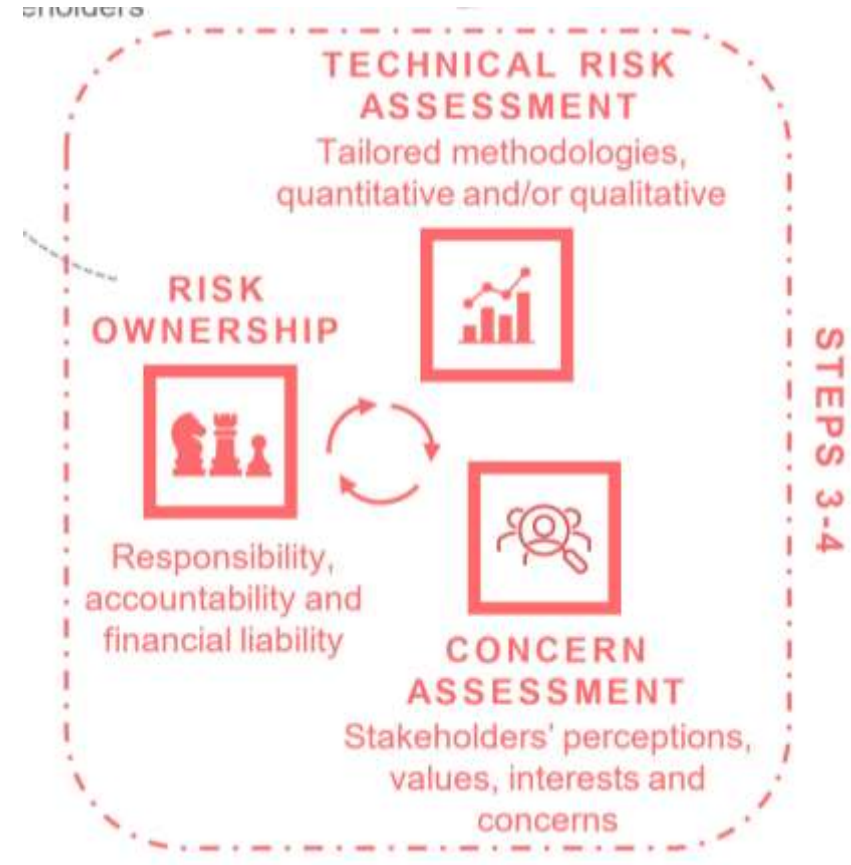 TECHNICAL RISK
ASSESSMENT
Tailored methodologies,
quantitative and/or qualitative
RISK
OWNERSHIP
Responsibility,
accountability and
financial liability
CONCERN
ASSESSMENT
Stakeholders' perceptions,
values, interests and
concerns
STEPS 3-4